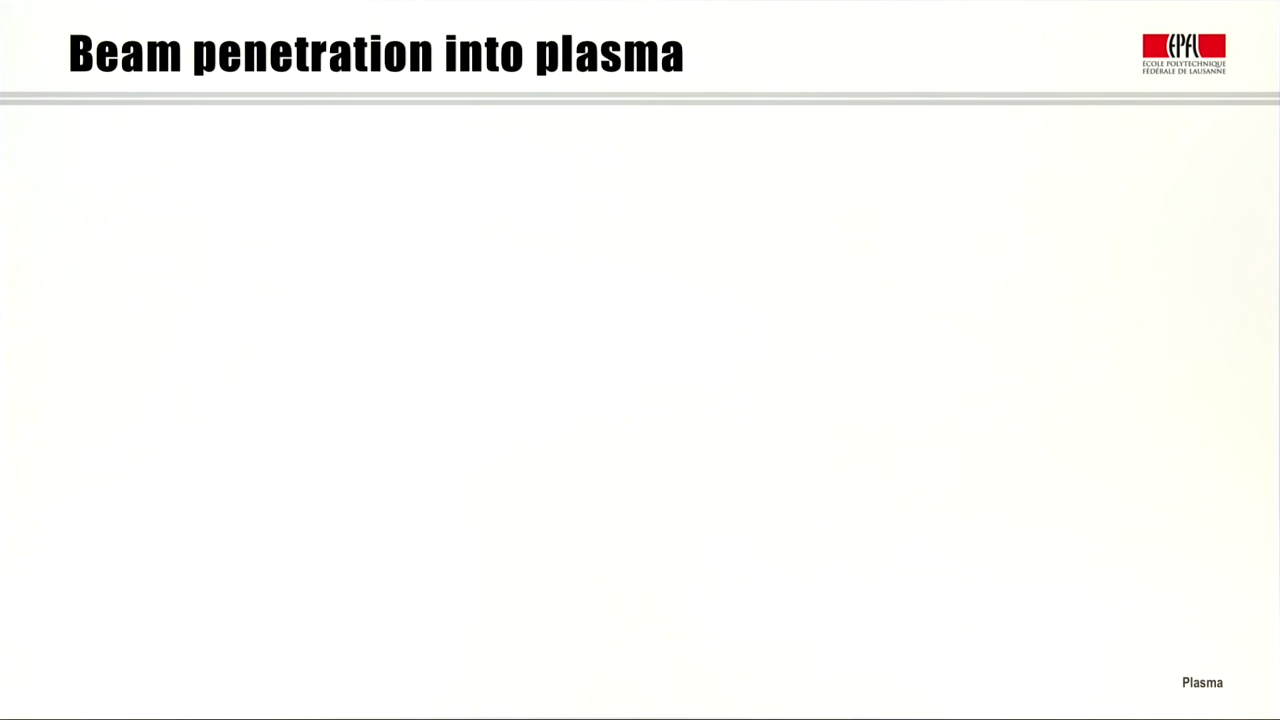 Beam penetration into plasma
EPFL
ÉCOLE POLYTECHNIQUE
FÉDÉRALE DE LAUSANNE
Plasma